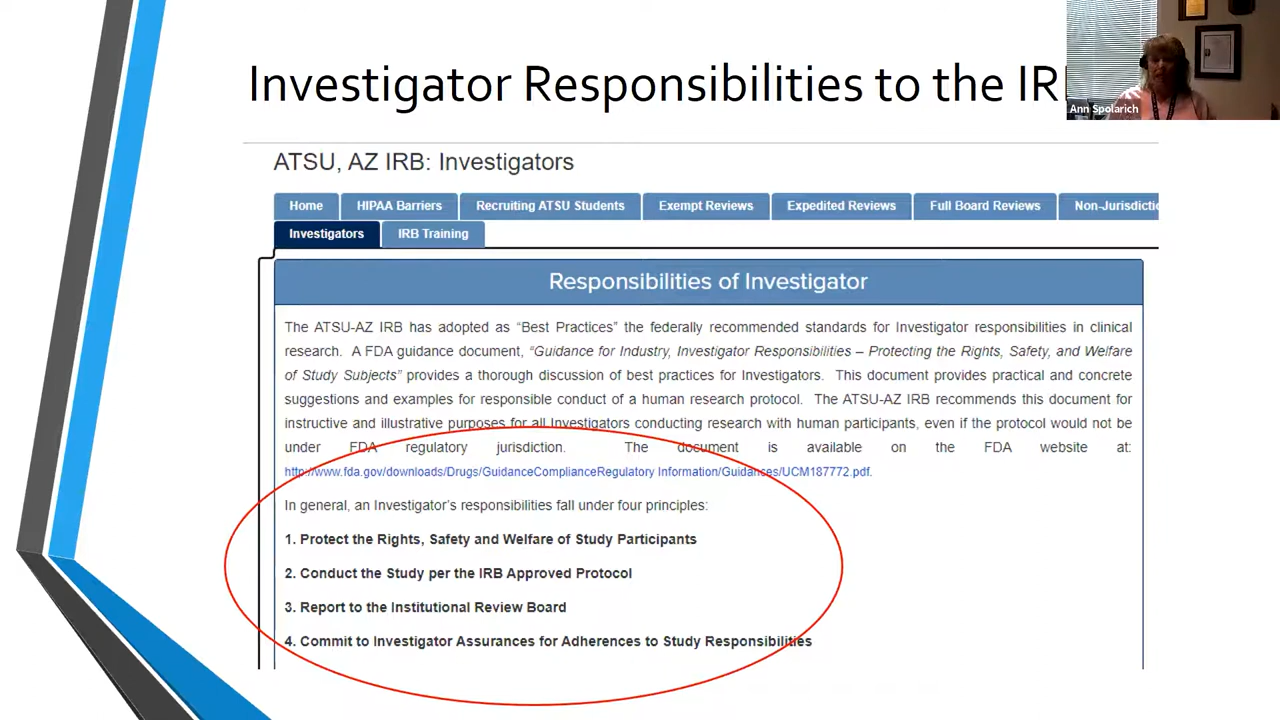 Investigator Responsibilities to the IR
Ann Spolarich
ATSU, AZ IRB: Investigators
Home HIPAA Barriers Recruiting ATSU Students Exempt Reviews Expedited Reviews Full Board Reviews Non-Jurisdictio
Investigators IRB Training
Responsibilities of Investigator
The ATSU-AZ IRB has adopted as “Best Practices” the federally recommended standards for Investigator responsibilities in clinical
research. A FDA guidance document, “Guidance for Industry, Investigator Responsibilities – Protecting the Rights, Safety, and Welfare
of Study Subjects” provides a thorough discussion of best practices for Investigators. This document provides practical and concrete
suggestions and examples for responsible conduct of a human research protocol. The ATSU-AZ IRB recommends this document for
instructive and illustrative purposes for all Investigators conducting research with human participants, even if the protocol would not be
under FDA regulatory jurisdiction. The document is available on the FDA website at:
http://www.fda.gov/downloads/Drugs/GuidanceComplianceRegulatory Information/Guidances/UCM187772.pdf.
In general, an Investigator’s responsibilities fall under four principles:
1. Protect the Rights, Safety and Welfare of Study Participants
2. Conduct the Study per the IRB Approved Protocol
3. Report to the Institutional Review Board
4. Commit to Investigator Assurances for Adherences to Study Responsibilities